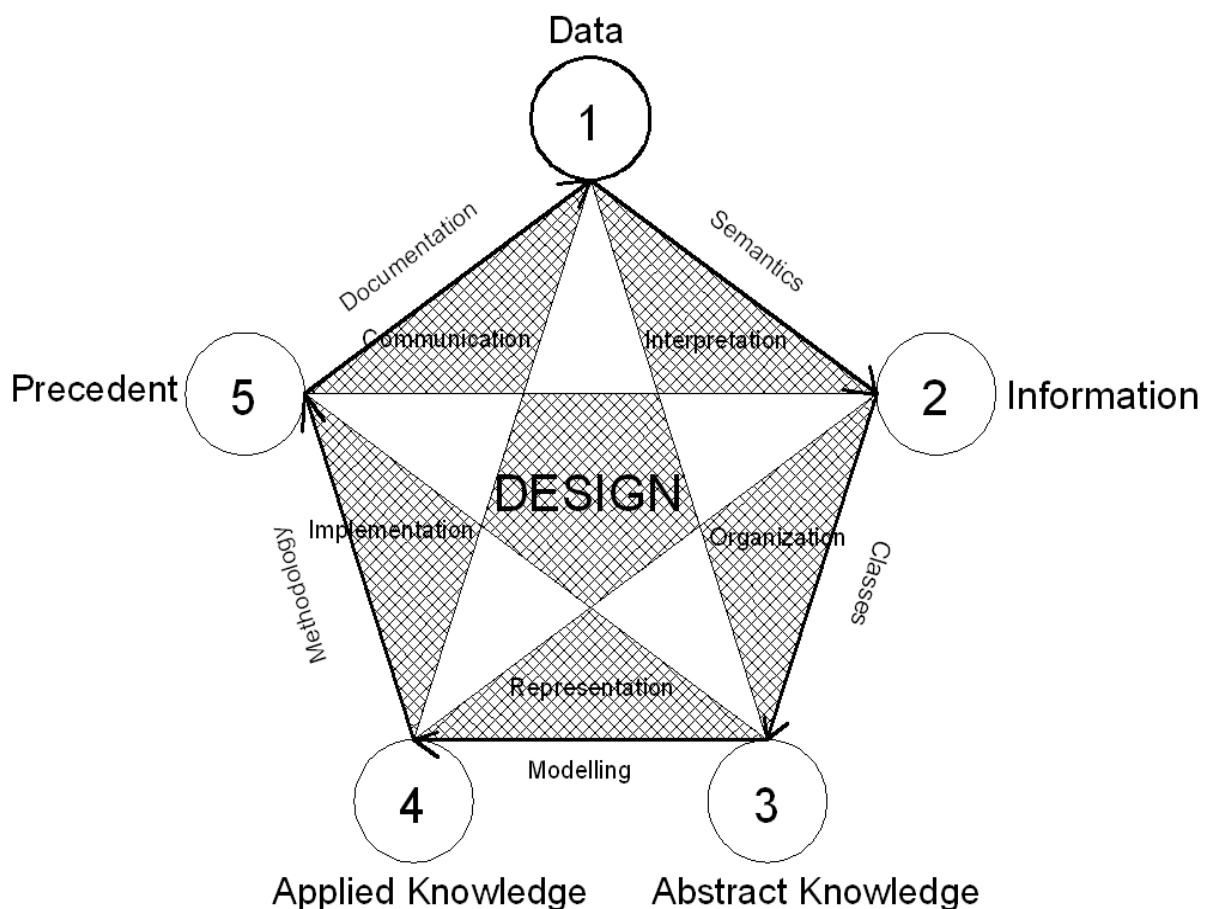 Data
1
Documentation
Semantics
Communication
Interpretation
Precedent
5
2
Information
DESIGN
Implementation
Organization
Methodology
Classes
Representation
Modelling
4
3
Applied Knowledge
Abstract Knowledge